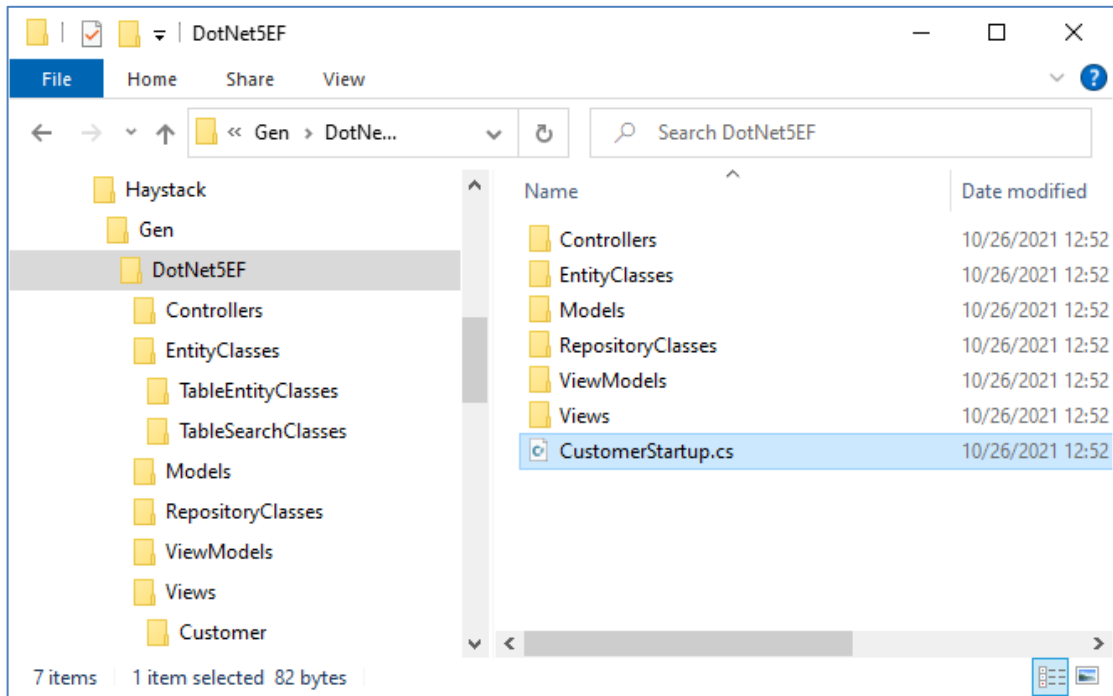 DotNet5EF
File Home Share View ?
« Gen > DotNe... Search DotNet5EF
Haystack
Gen
DotNet5EF
Controllers
EntityClasses
TableEntityClasses
TableSearchClasses
Models
RepositoryClasses
ViewModels
Views
Customer
Name Date modified
Controllers 10/26/2021 12:52
EntityClasses 10/26/2021 12:52
Models 10/26/2021 12:52
RepositoryClasses 10/26/2021 12:52
ViewModels 10/26/2021 12:52
Views 10/26/2021 12:52
CustomerStartup.cs 10/26/2021 12:52
7 items 1 item selected 82 bytes